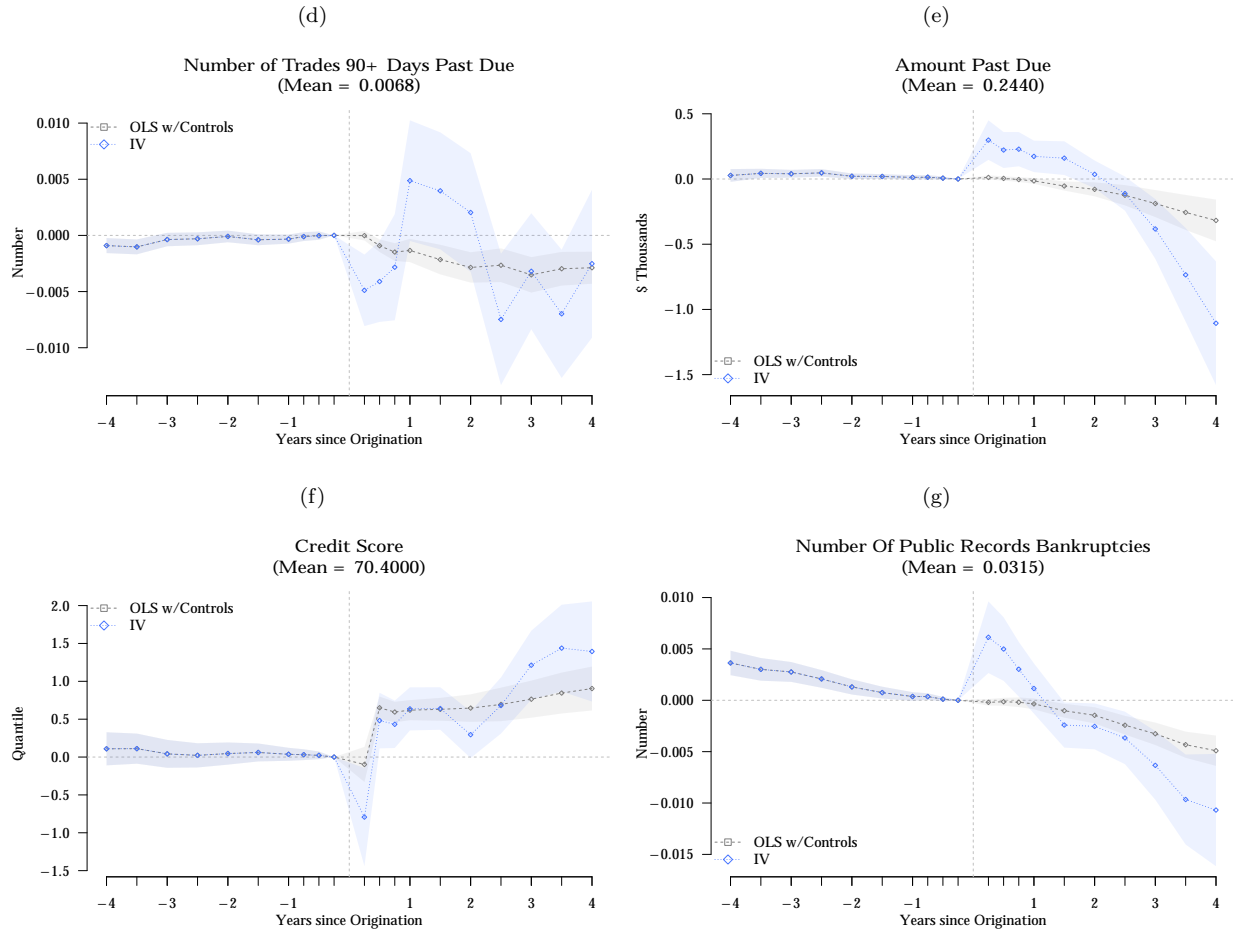 (d)
Number of Trades 90+ Days Past Due
(Mean = 0.0068)
OLS w/Controls
IV
0.010
0.005
0.000
−0.005
−0.010
Number
−4 −3 −2 −1 1 2 3 4
Years since Origination
(e)
Amount Past Due
(Mean = 0.2440)
0.5
0.0
−0.5
−1.0
−1.5
$ Thousands
OLS w/Controls
IV
−4 −3 −2 −1 1 2 3 4
Years since Origination
(f)
Credit Score
(Mean = 70.4000)
OLS w/Controls
IV
2.0
1.5
1.0
0.5
0.0
−0.5
−1.0
−1.5
Quantile
−4 −3 −2 −1 1 2 3 4
Years since Origination
(g)
Number Of Public Records Bankruptcies
(Mean = 0.0315)
0.010
0.005
0.000
−0.005
−0.010
−0.015
Number
OLS w/Controls
IV
−4 −3 −2 −1 1 2 3 4
Years since Origination